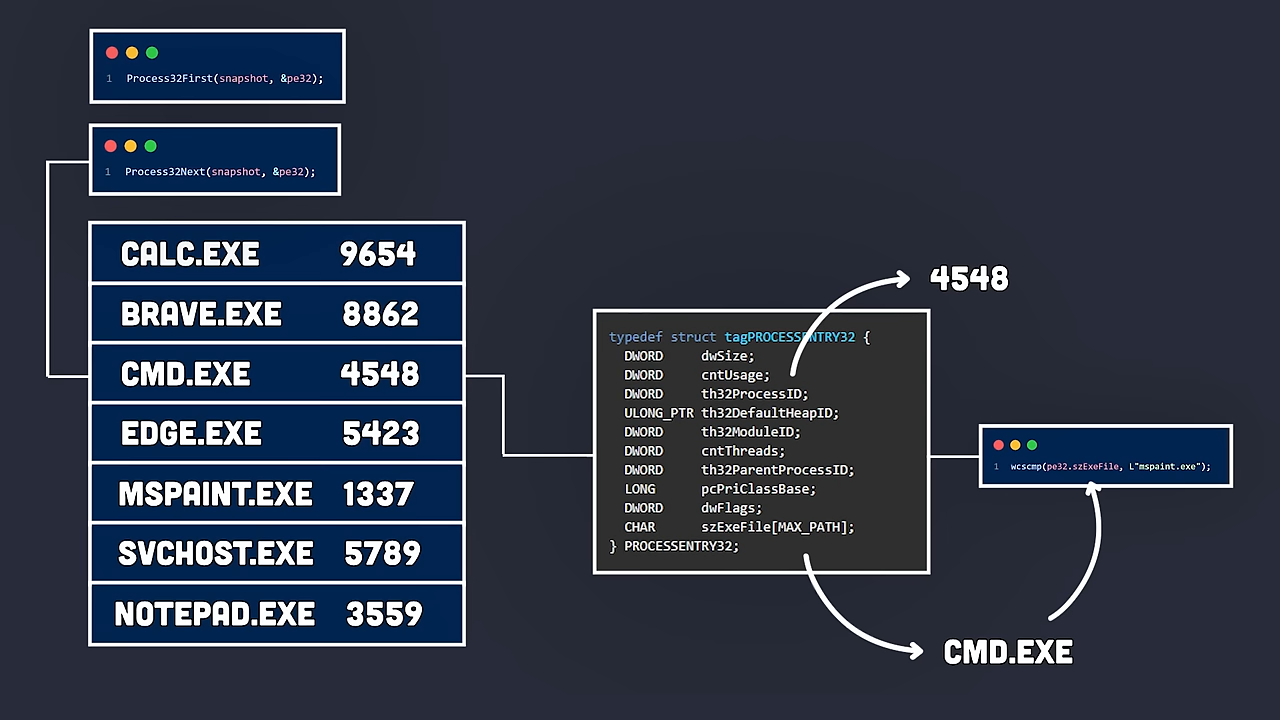 1 Process32First(snapshot, &pe32);
1 Process32Next(snapshot, &pe32);
CALC.EXE 9654
BRAVE.EXE 8862
CMD.EXE 4548
EDGE.EXE 5423
MSPAINT.EXE 1337
SVCHOST.EXE 5789
NOTEPAD.EXE 3559
typedef struct tagPROCESSENTRY32 {
DWORD dwSize;
DWORD cntUsage;
DWORD th32ProcessID;
ULONG_PTR th32DefaultHeapID;
DWORD th32ModuleID;
DWORD cntThreads;
DWORD th32ParentProcessID;
LONG pcPriClassBase;
DWORD dwFlags;
CHAR szExeFile[MAX_PATH];
} PROCESSENTRY32;
4548
1 wcscmp(pe32.szExeFile, L"mspaint.exe");
CMD.EXE